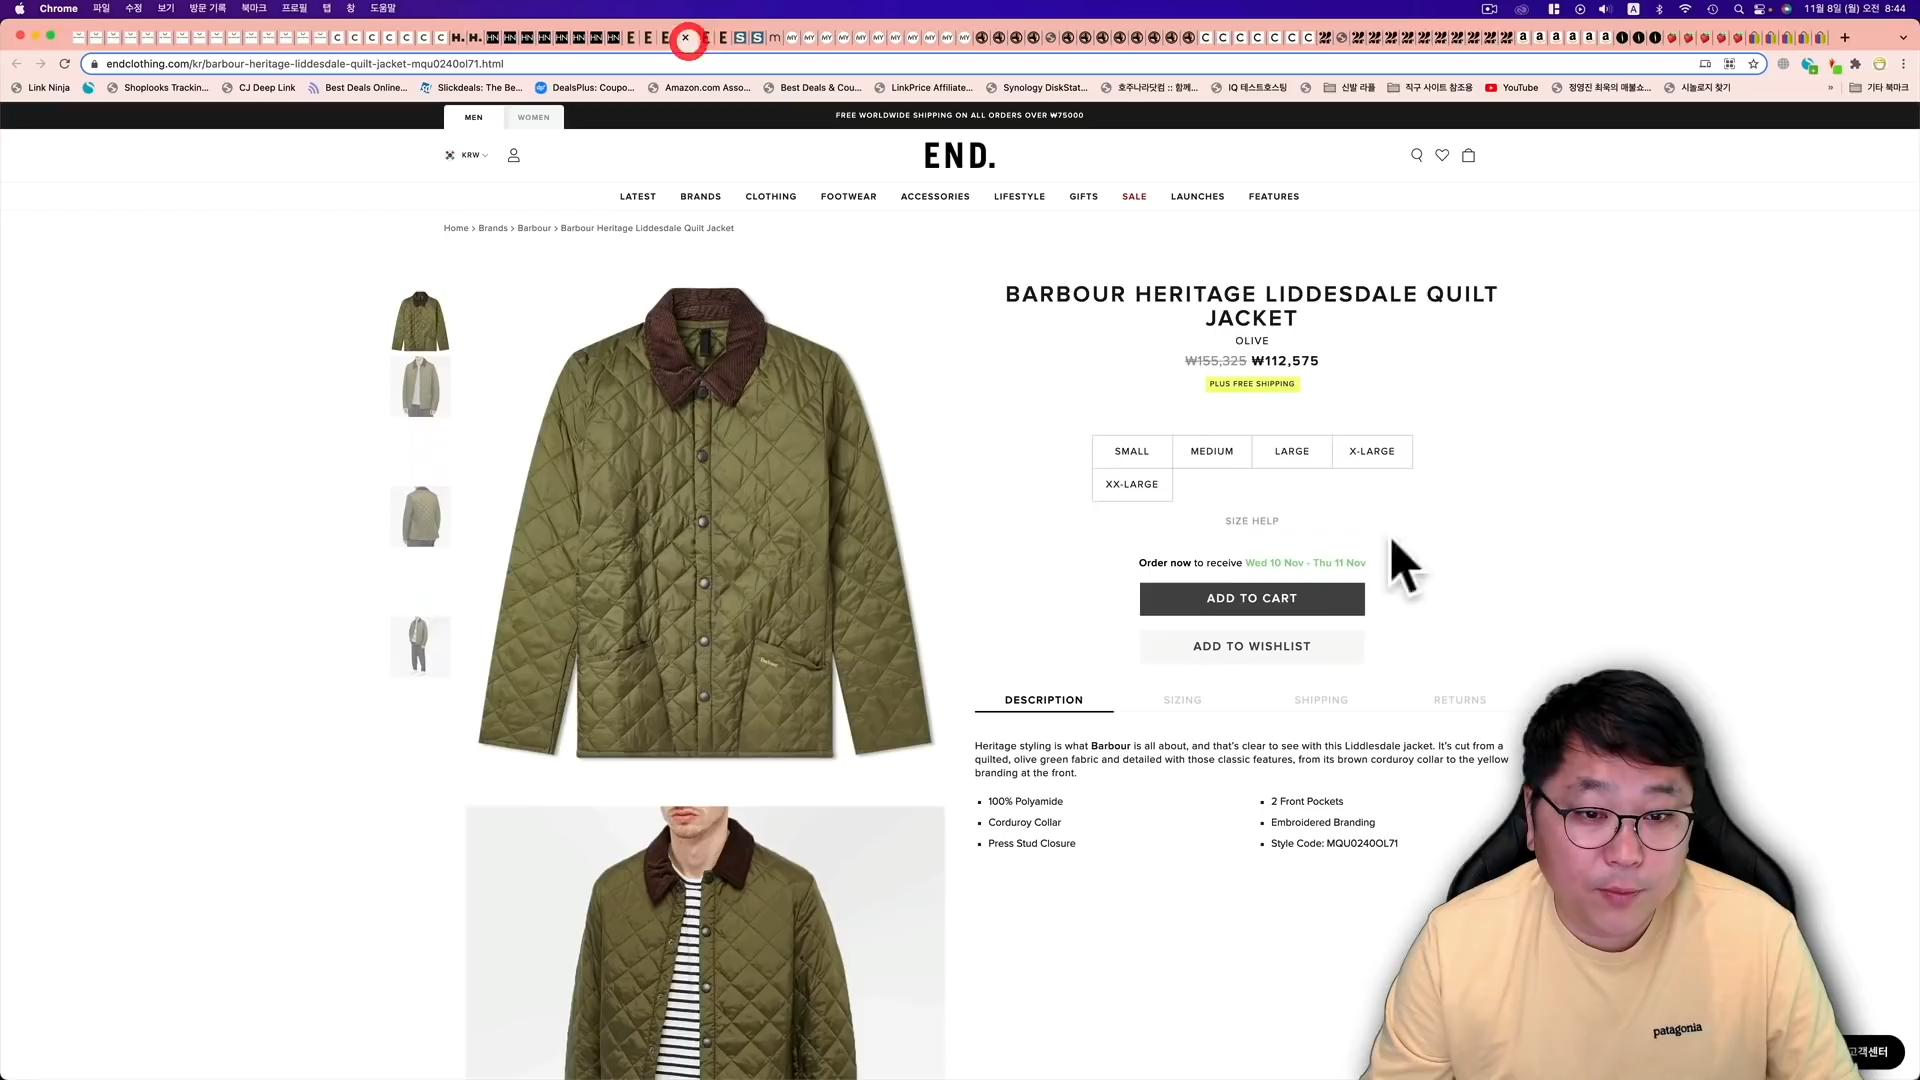 Chrome 파일 수정 보기 방문 기록 북마크 프로필 탭 창 도움말
A 11월 8일 (월) 오전 8:44
endclothing.com/kr/barbour-heritage-liddesdale-quilt-jacket-mqu0240ol71.html
Link Ninja Shoplooks Trackin... CJ Deep Link Best Deals Online... Slickdeals: The Be... DealsPlus: Coupo... Amazon.com Asso... Best Deals & Cou... LinkPrice Affiliate... Synology DiskStat... 호주나라닷컴 :: 함께... IQ 테스트호스팅 신발 라플 직구 사이트 참조용 YouTube 정영진 최욱의 매불쇼... 시놀로지 찾기 » 기타 북마크
MEN WOMEN FREE WORLDWIDE SHIPPING ON ALL ORDERS OVER ₩75000
KRW
END.
LATEST BRANDS CLOTHING FOOTWEAR ACCESSORIES LIFESTYLE GIFTS SALE LAUNCHES FEATURES
Home > Brands > Barbour > Barbour Heritage Liddesdale Quilt Jacket
BARBOUR HERITAGE LIDDESDALE QUILT
JACKET
OLIVE
₩155,325 ₩112,575
PLUS FREE SHIPPING
SMALL MEDIUM LARGE X-LARGE
XX-LARGE
SIZE HELP
Order now to receive Wed 10 Nov - Thu 11 Nov
ADD TO CART
ADD TO WISHLIST
DESCRIPTION SIZING SHIPPING RETURNS
Heritage styling is what Barbour is all about, and that's clear to see with this Liddlesdale jacket. It's cut from a
quilted, olive green fabric and detailed with those classic features, from its brown corduroy collar to the yellow
branding at the front.
100% Polyamide
Corduroy Collar
Press Stud Closure
2 Front Pockets
Embroidered Branding
Style Code: MQU0240OL71
Barbour
patagonia
고객센터